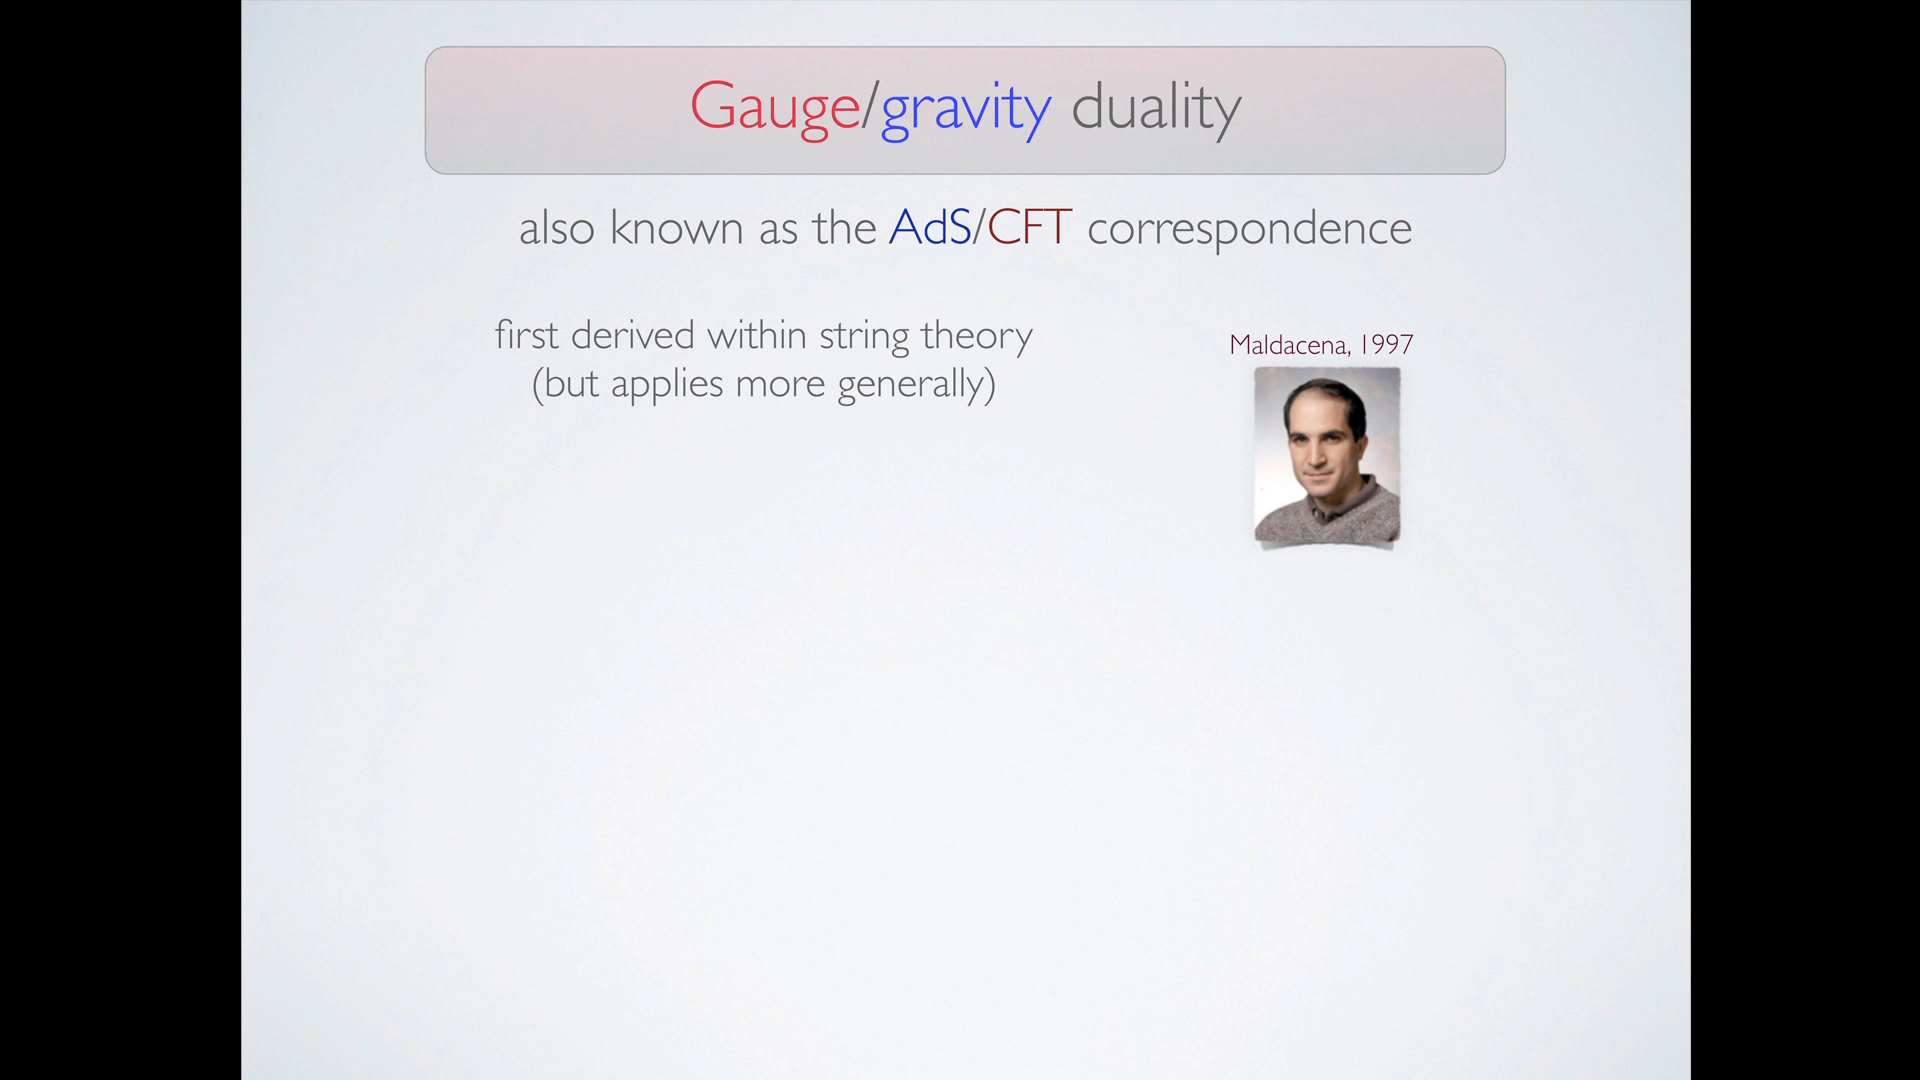 Gauge/gravity duality
also known as the AdS/CFT correspondence
first derived within string theory
(but applies more generally)
Maldacena, 1997